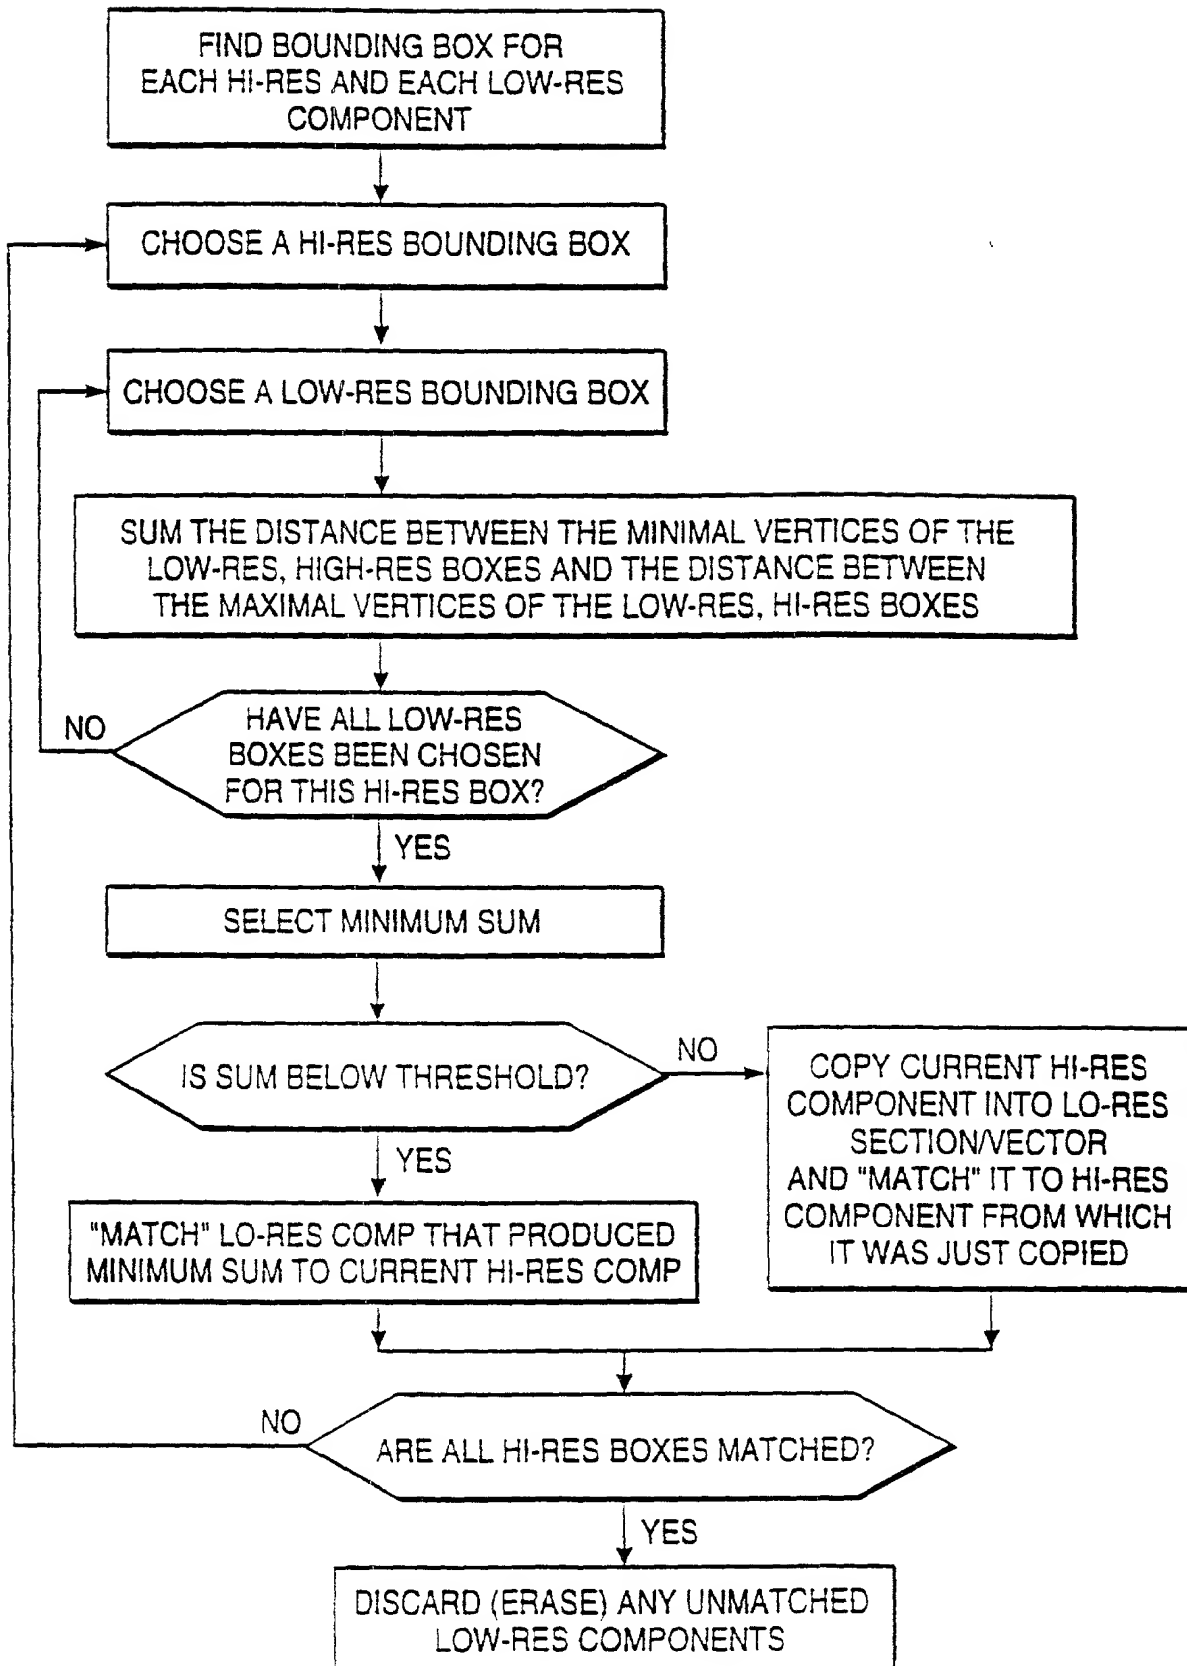 FIND BOUNDING BOX FOR
EACH HI-RES AND EACH LOW-RES
COMPONENT
CHOOSE A HI-RES BOUNDING BOX
CHOOSE A LOW-RES BOUNDING BOX
SUM THE DISTANCE BETWEEN THE MINIMAL VERTICES OF THE
LOW-RES, HIGH-RES BOXES AND THE DISTANCE BETWEEN
THE MAXIMAL VERTICES OF THE LOW-RES, HI-RES BOXES
NO
HAVE ALL LOW-RES
BOXES BEEN CHOSEN
FOR THIS HI-RES BOX?
YES
SELECT MINIMUM SUM
IS SUM BELOW THRESHOLD?
NO
YES
COPY CURRENT HI-RES
COMPONENT INTO LO-RES
SECTION/VECTOR
AND "MATCH" IT TO HI-RES
COMPONENT FROM WHICH
IT WAS JUST COPIED
"MATCH" LO-RES COMP THAT PRODUCED
MINIMUM SUM TO CURRENT HI-RES COMP
NO
ARE ALL HI-RES BOXES MATCHED?
YES
DISCARD (ERASE) ANY UNMATCHED
LOW-RES COMPONENTS